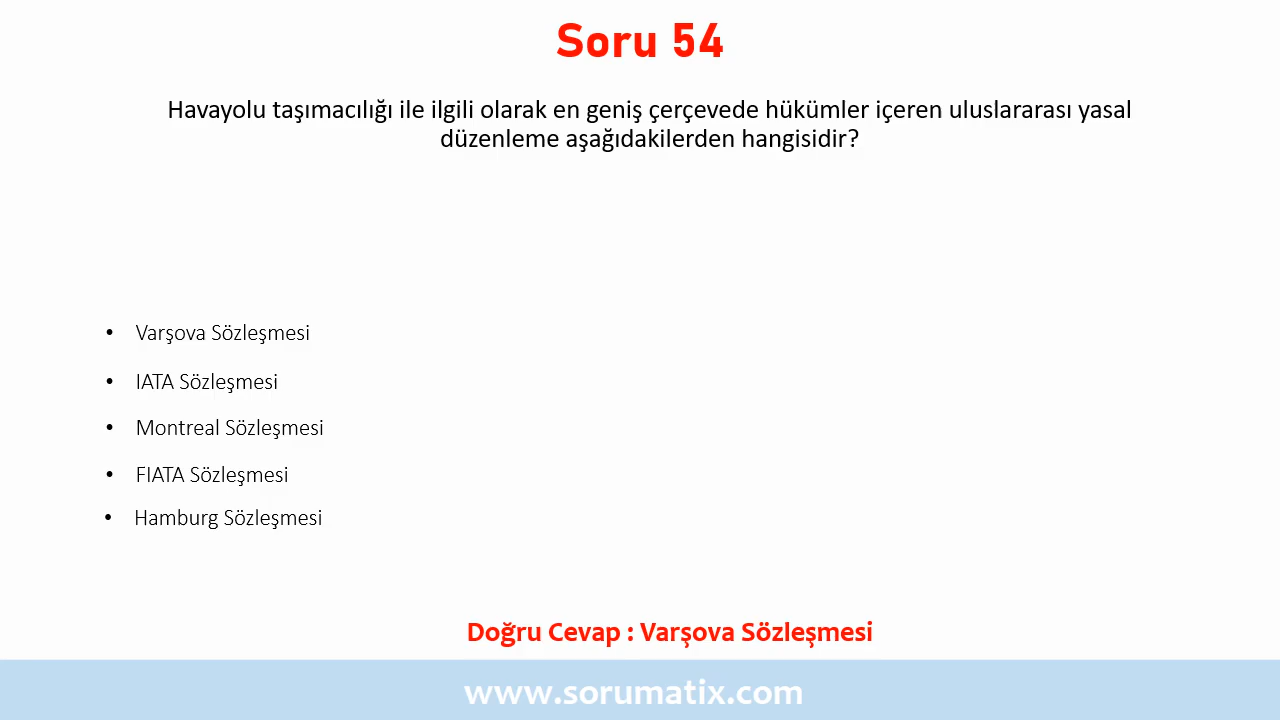 Soru 54
Havayolu taşımacılığı ile ilgili olarak en geniş çerçevede hükümler içeren uluslararası yasal
düzenleme aşağıdakilerden hangisidir?
• Varşova Sözleşmesi
• IATA Sözleşmesi
• Montreal Sözleşmesi
• FIATA Sözleşmesi
• Hamburg Sözleşmesi
Doğru Cevap : Varşova Sözleşmesi
www.sorumatix.com